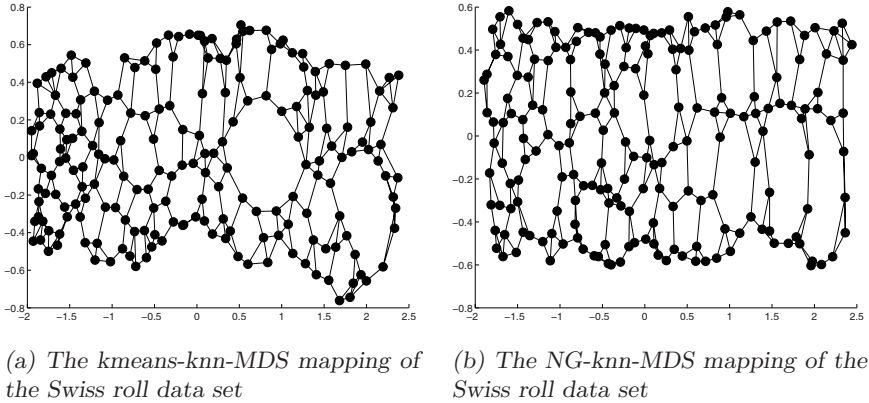 0.8
0.6
0.4
0.2
0
−0.2
−0.4
−0.6
−0.8
−2 −1.5 −1 −0.5 0 0.5 1 1.5 2 2.5
0.6
0.4
0.2
0
−0.2
−0.4
−0.6
−0.8
−2 −1.5 −1 −0.5 0 0.5 1 1.5 2 2.5
(a) The kmeans-knn-MDS mapping of
the Swiss roll data set
(b) The NG-knn-MDS mapping of the
Swiss roll data set